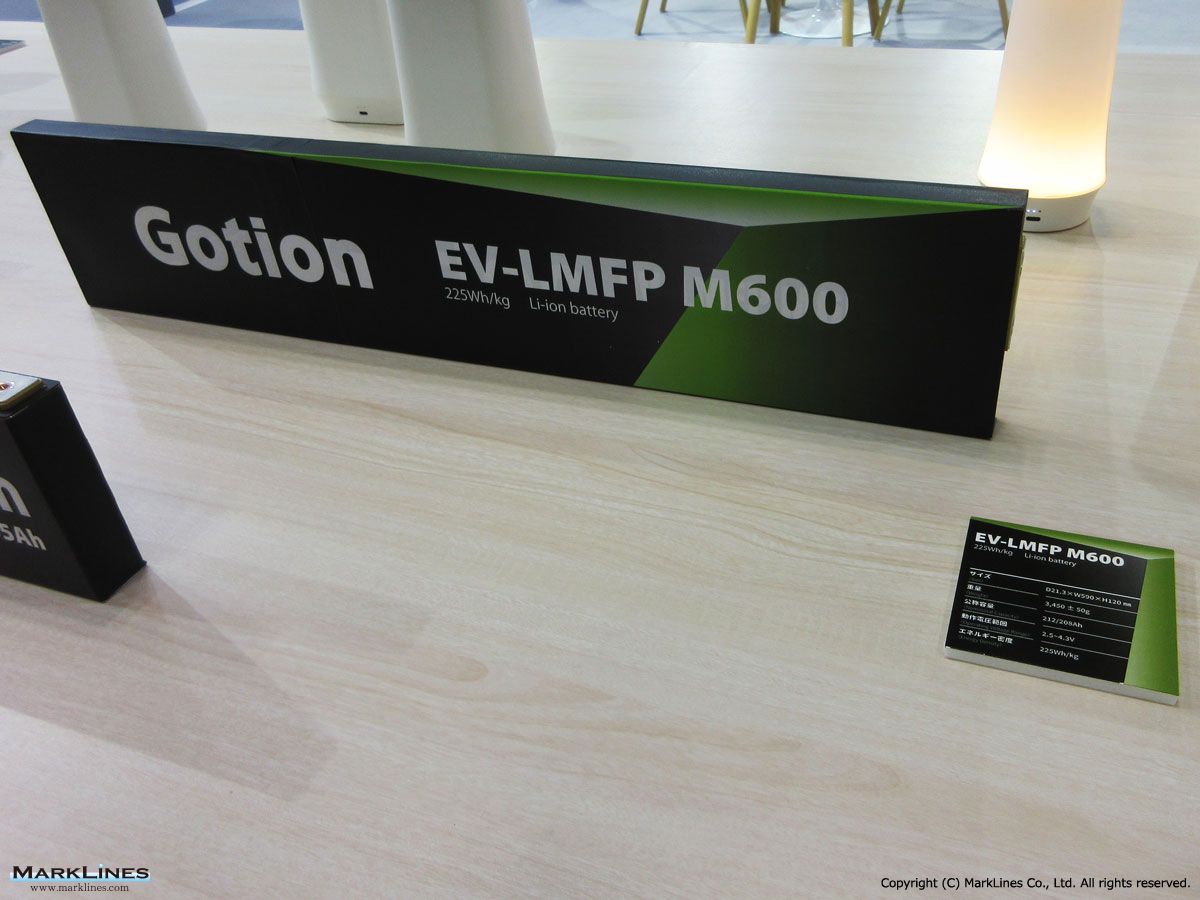 Gotion
EV-LMFP M600
225Wh/kg Li-ion battery
n
5Ah
EV-LMFP M600
225Wh/kg Li-ion battery
サイズ D21.3×W590×H120 mm
重量 3,450 ± 50g
公称容量 212/208Ah
動作電圧範囲 2.5~4.3V
エネルギー密度 225Wh/kg
MARKLINES
www.marklines.com
Copyright (C) MarkLines Co., Ltd. All rights reserved.